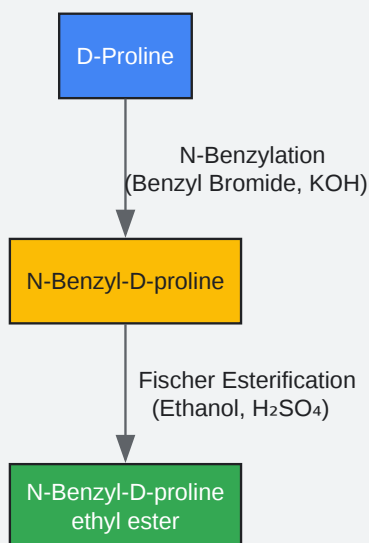 D-Proline
N-Benzylation
(Benzyl Bromide, KOH)
N-Benzyl-D-proline
Fischer Esterification
(Ethanol, H₂SO₄)
N-Benzyl-D-proline
ethyl ester